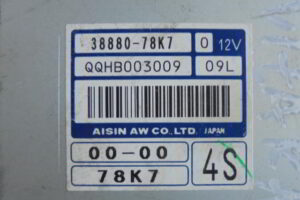 38880-78K7 0 12V
QQHB003009 09L
AISIN AW CO., LTD. JAPAN
00-00
78K7
4S